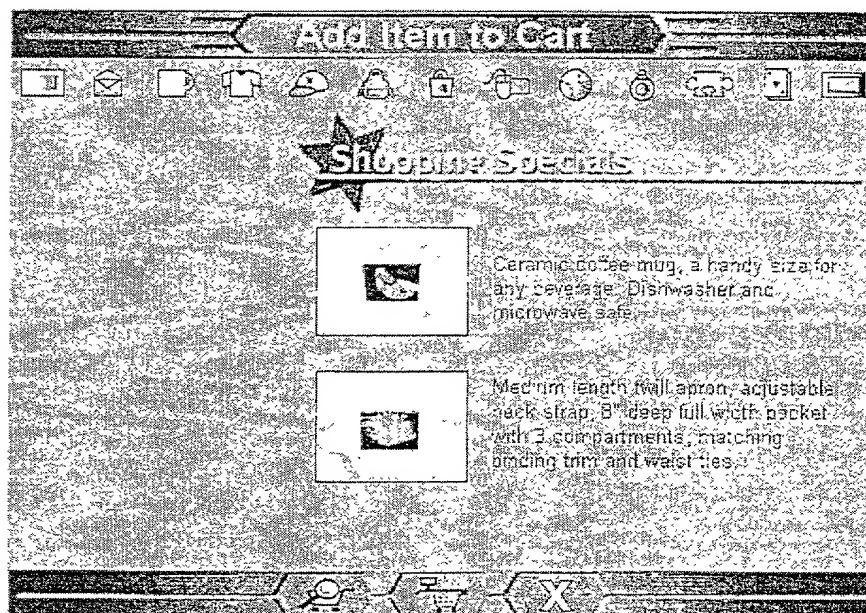 Add Item to Cart
Shopping Specials
Ceramic coffee mug, a handy size for
any beverage. Dishwasher and
microwave safe.
Medium length twill apron, adjustable
neck strap, 8" deep full width pocket
with 3 compartments, matching
binding trim and waist ties.
X